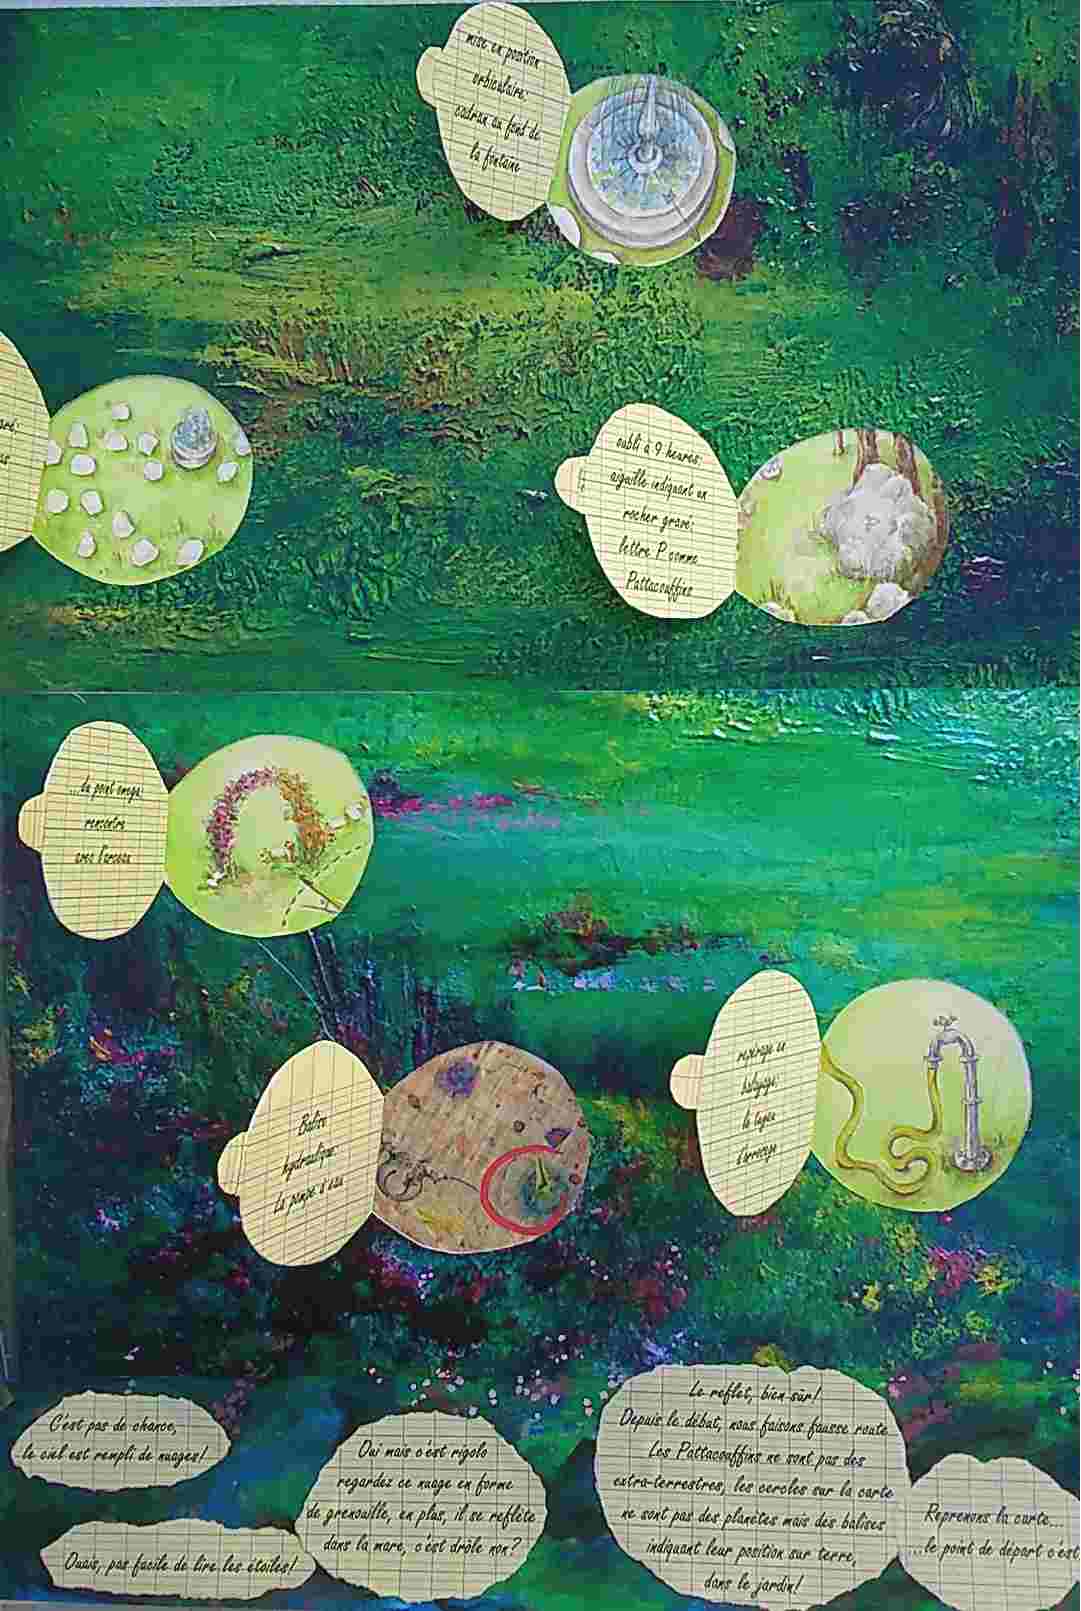 mise en position
orbiculaire:
cadran au fond de
la fontaine
oubli à 9 heures:
aiguille indiquant un
rocher gravé:
lettre P comme
Pattacouffins
...du point omega:
rencontre
avec l'arceau
repérage et
balayage:
le tuyau
d'arrosage
Balise
hydraulique:
La pompe à eau
C'est pas de chance,
le ciel est rempli de nuages!
Ouais, pas facile de lire les étoiles!
Oui mais c'est rigolo
regardez ce nuage en forme
de grenouille, en plus, il se reflète
dans la mare, c'est drôle non?
Le reflet, bien sûr!
Depuis le début, nous faisons fausse route.
Les Pattacouffins ne sont pas des
extra-terrestres, les cercles sur la carte
ne sont pas des planètes mais des balises
indiquant leur position sur terre,
dans le jardin!
Reprenons la carte...
...le point de départ c'est